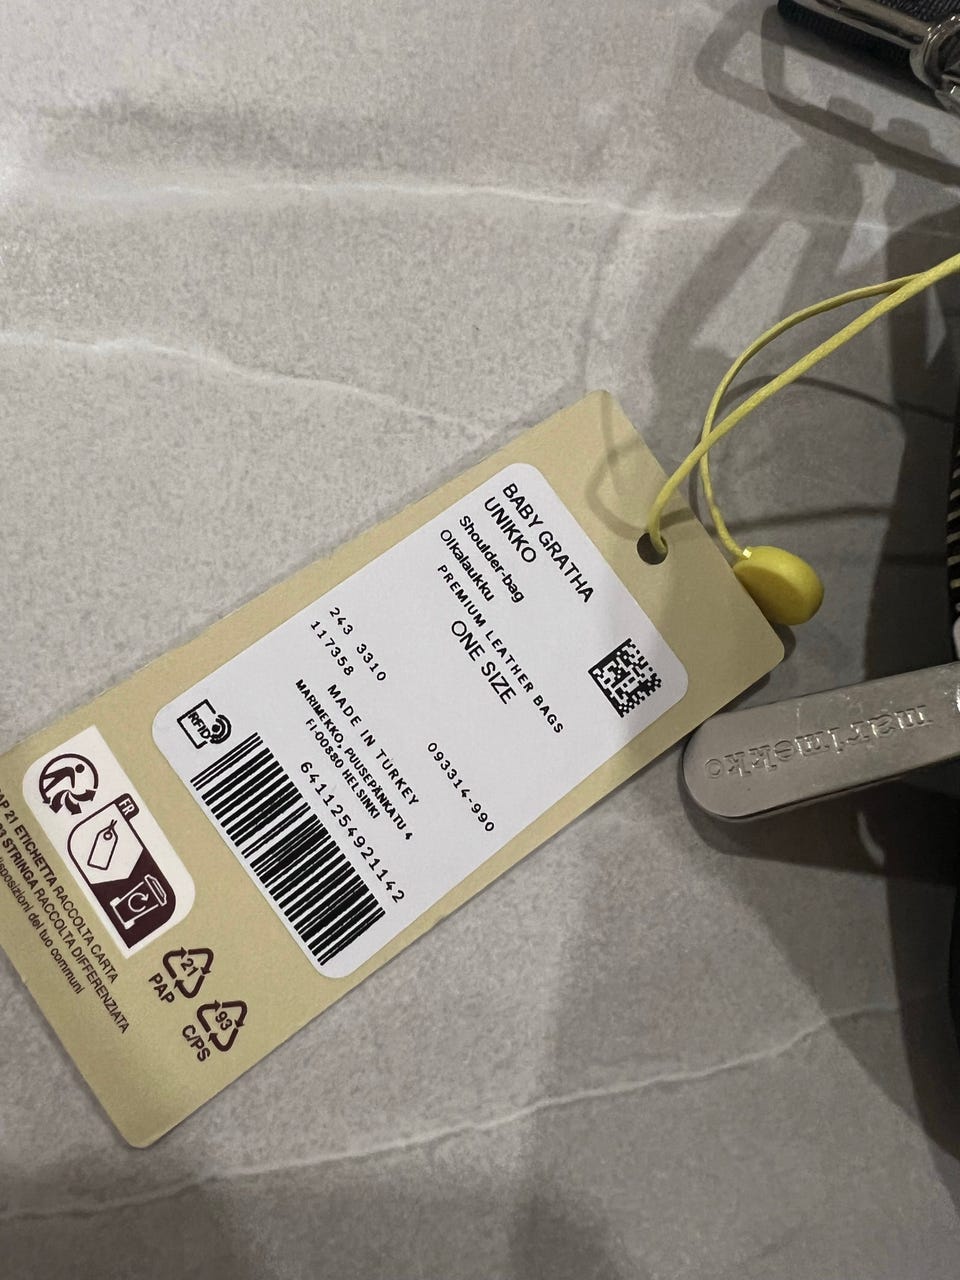 BABY GRATHA
UNIKKO
Shoulder-bag
Olkalaukku
PREMIUM LEATHER BAGS
ONE SIZE
093314-990
243 3310
117358
MADE IN TURKEY
MARIMEKKO, PUUSEPÄNKATU 4
FI-00880 HELSINKI
6411254921142
RFID
FR
PAP 21 ETICHETTA RACCOLTA CARTA
93 STRINGA RACCOLTA DIFFERENZIATA
disposizioni del tuo communi
21
PAP
93
C/PS
marimekko